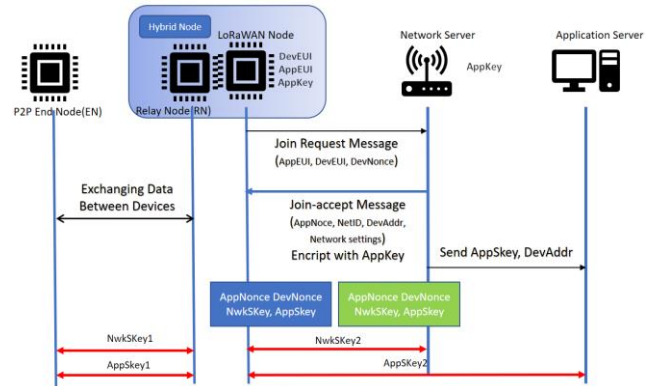 Hybrid Node
LoRaWAN Node
DevEUI
AppEUI
AppKey
Network Server
AppKey
Application Server
P2P End Node(EN)
Relay Node(RN)
Join Request Message
(AppEUI, DevEUI, DevNonce)
Exchanging Data
Between Devices
Join-accept Message
(AppNoce, NetID, DevAddr,
Network settings)
Encript with AppKey
Send AppSkey, DevAddr
AppNonce DevNonce
NwkSKey, AppSkey
AppNonce DevNonce
NwkSKey, AppSkey
NwkSKey1
NwkSKey2
AppSkey1
AppSKey2